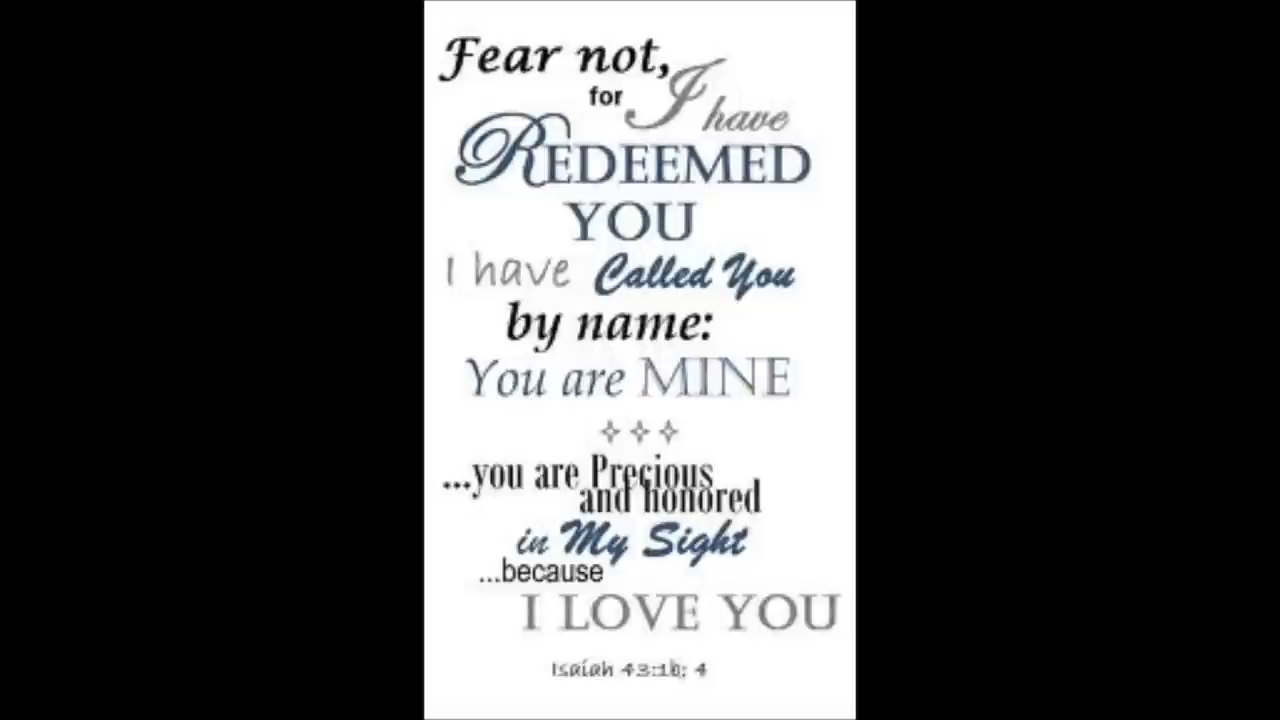 Fear not,
for I have
REDEEMED
YOU
I have Called You
by name:
You are MINE
...you are Precious
and honored
in My Sight
...because
I LOVE YOU
Isaiah 43:1b; 4